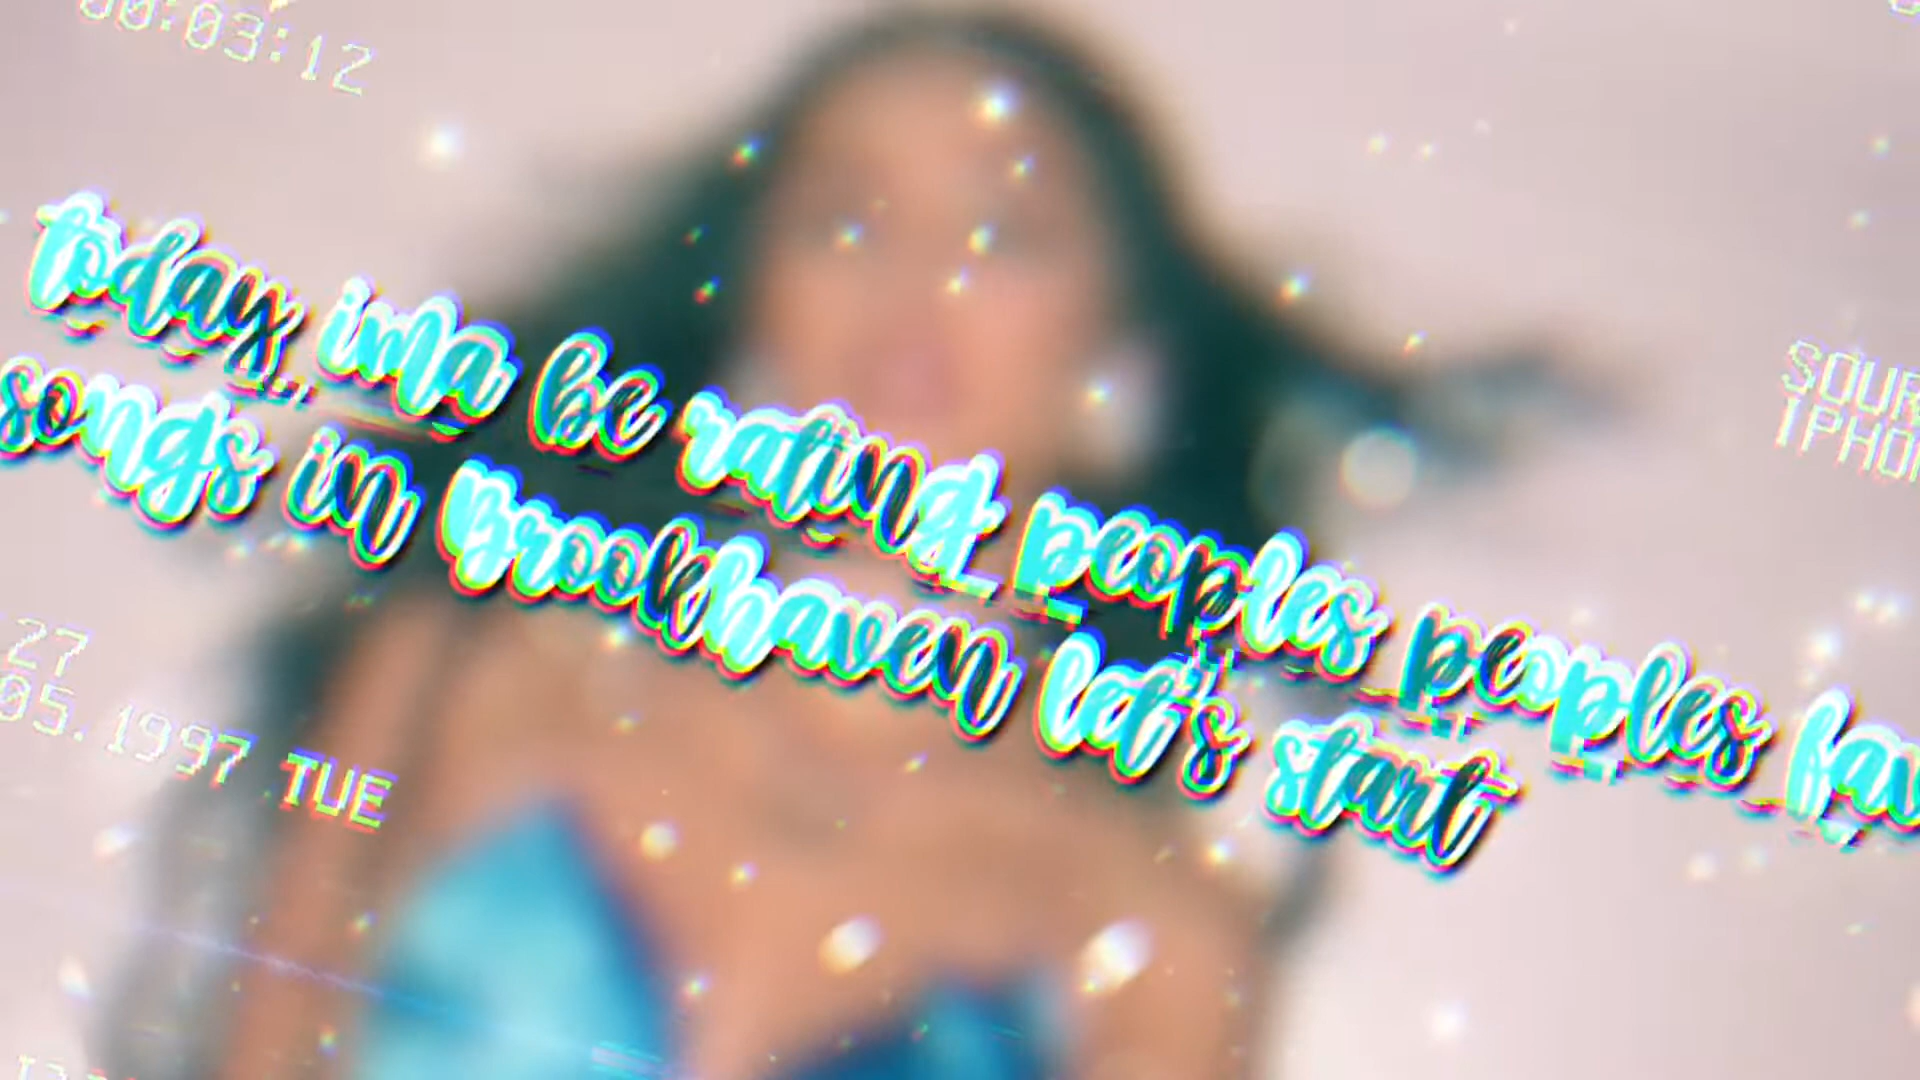 00:03:12
today ima be rating peoples peoples fav
songs in Brookhaven let's start
SOUR
IPHON
27
05.1997 TUE